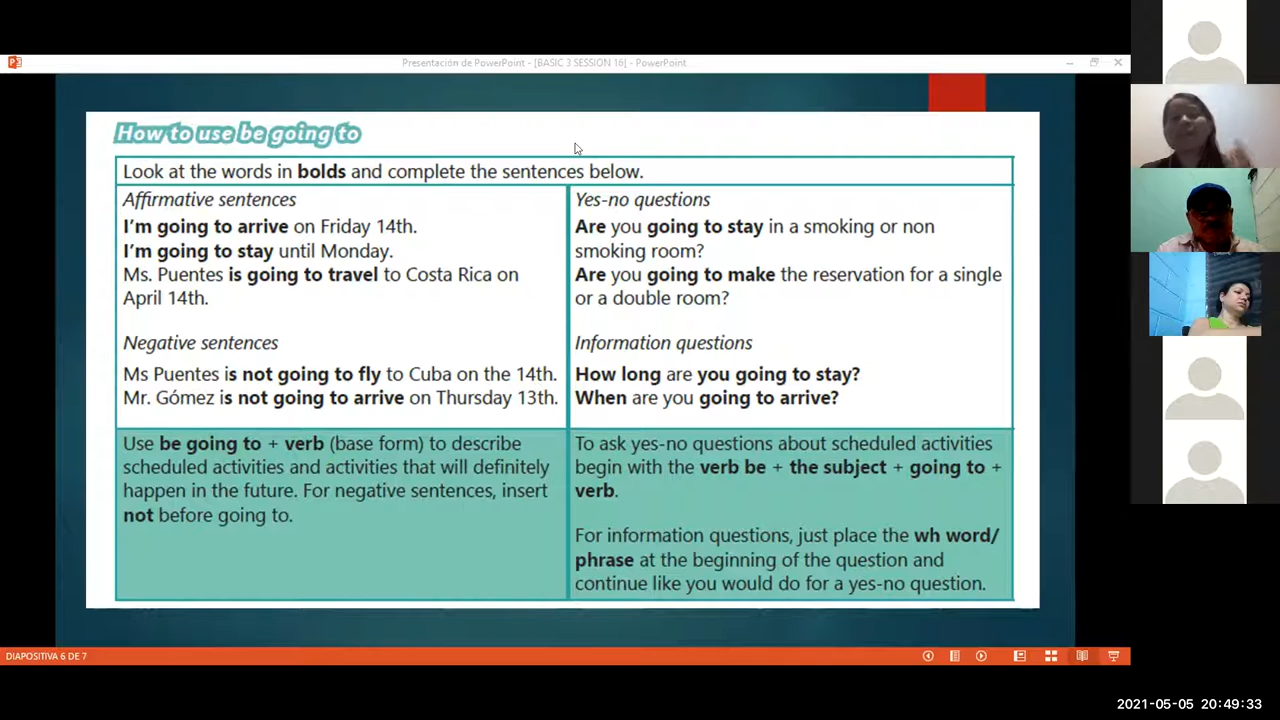 Presentación de PowerPoint - [BASIC 3 SESSION 16] - PowerPoint
How to use be going to
Look at the words in bolds and complete the sentences below.
Affirmative sentences
I'm going to arrive on Friday 14th.
I'm going to stay until Monday.
Ms. Puentes is going to travel to Costa Rica on
April 14th.
Negative sentences
Ms Puentes is not going to fly to Cuba on the 14th.
Mr. Gómez is not going to arrive on Thursday 13th.
Yes-no questions
Are you going to stay in a smoking or non
smoking room?
Are you going to make the reservation for a single
or a double room?
Information questions
How long are you going to stay?
When are you going to arrive?
Use be going to + verb (base form) to describe
scheduled activities and activities that will definitely
happen in the future. For negative sentences, insert
not before going to.
To ask yes-no questions about scheduled activities
begin with the verb be + the subject + going to +
verb.
For information questions, just place the wh word/
phrase at the beginning of the question and
continue like you would do for a yes-no question.
DIAPOSITIVA 6 DE 7
2021-05-05 20:49:33